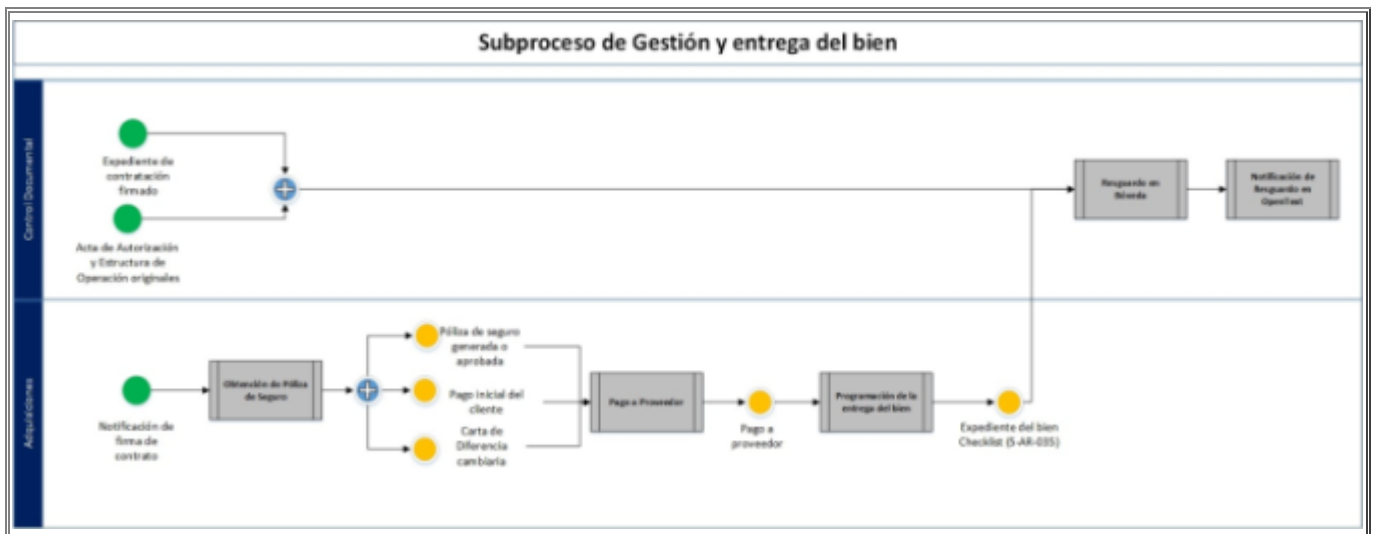 Subproceso de Gestión y entrega del bien
Control Documental
Expediente de
contratación
firmado
Acta de Autorización
y Estructura de
Operación originales
Resguardo en
Bóveda
Notificación de
Resguardo en
OpenText
Adquisiciones
Notificación de
firma de
contrato
Obtención de Póliza
de Seguro
Póliza de seguro
generada o
aprobada
Pago inicial del
cliente
Carta de
Diferencia
cambiaria
Pago a Proveedor
Pago a
proveedor
Programación de la
entrega del bien
Expediente del bien
Checklist (S-AR-035)